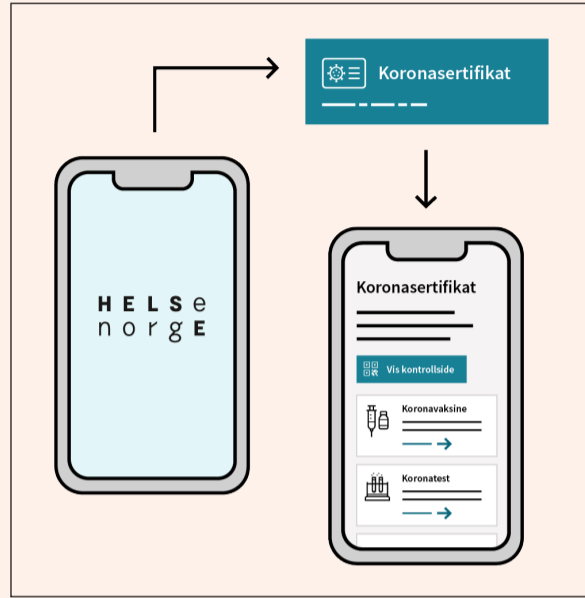 Koronasertifikat
HELSe
norgE
Koronasertifikat
Vis kontrollside
Koronavaksine
Koronatest